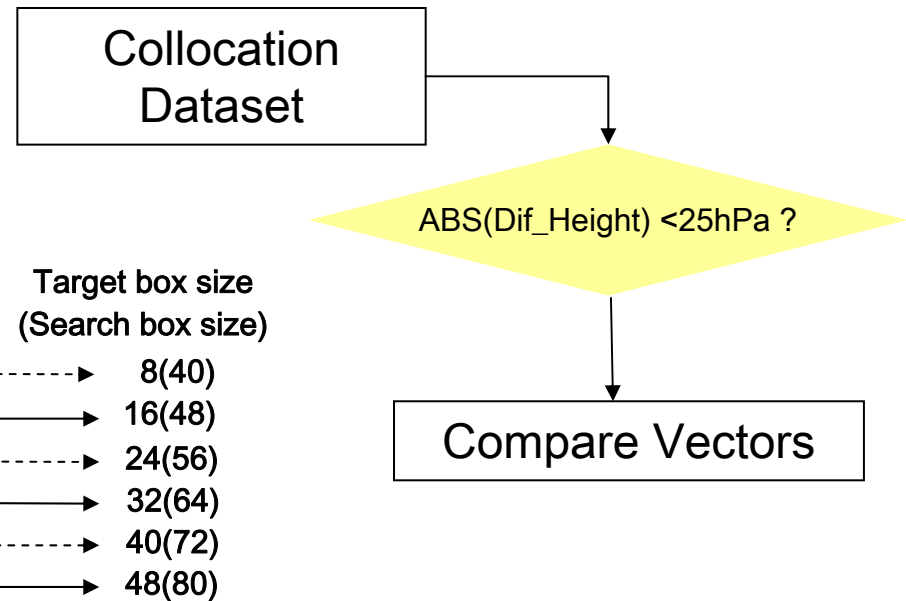 Collocation
Dataset
ABS(Dif_Height) <25hPa ?
Target box size
(Search box size)
8(40)
16(48)
24(56)
32(64)
40(72)
48(80)
Compare Vectors